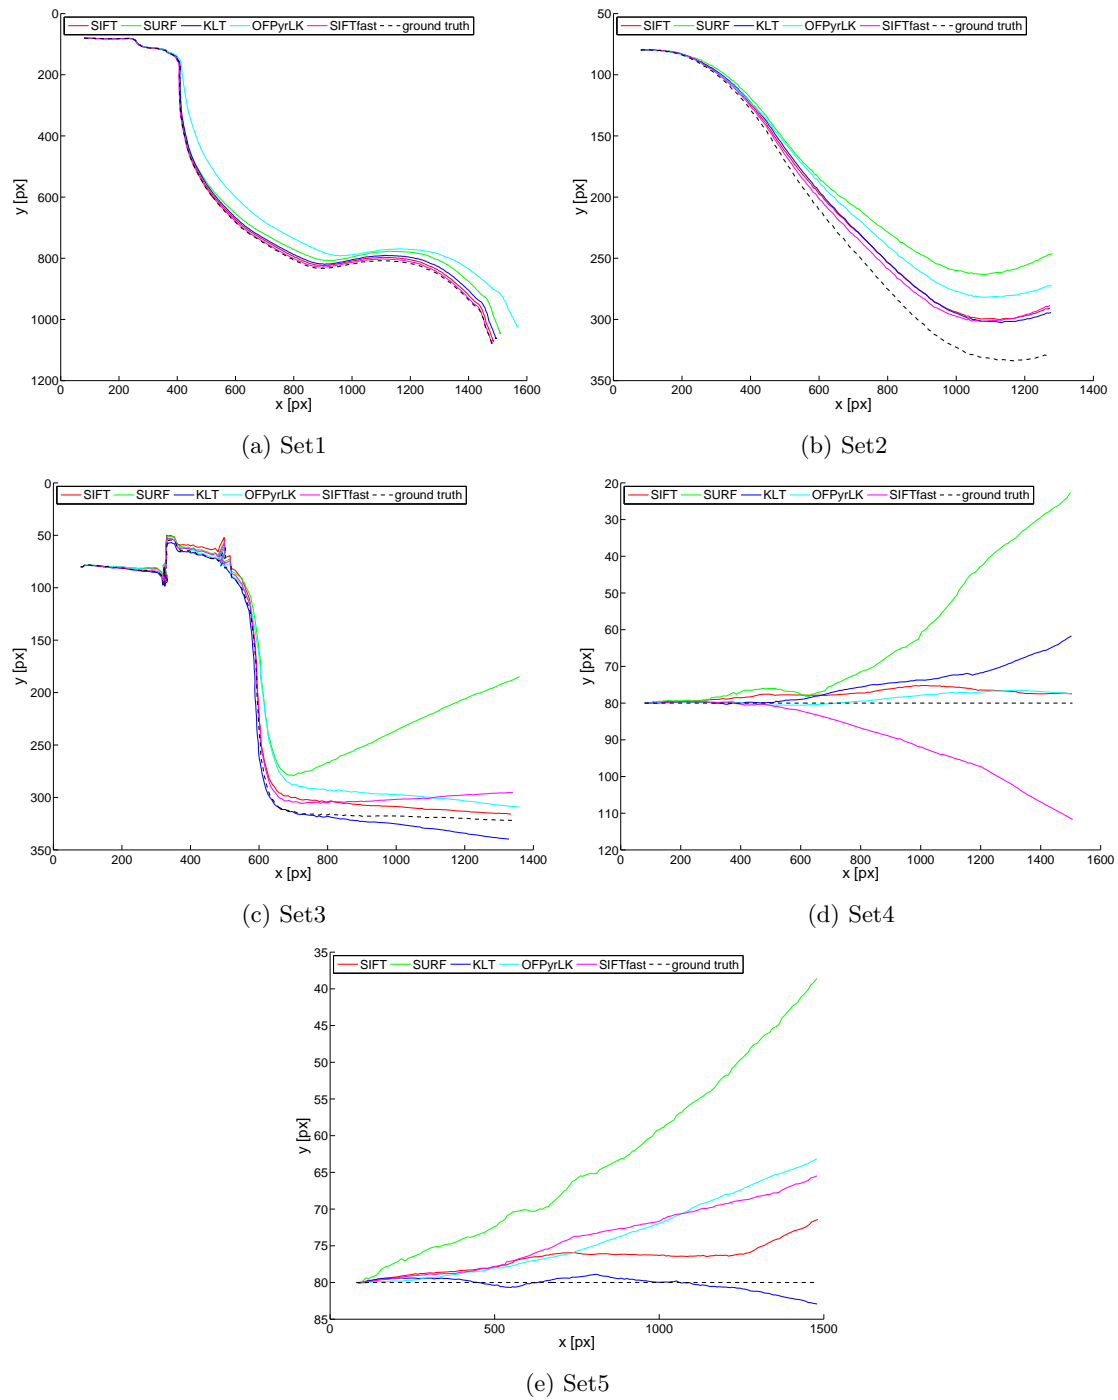 SIFT SURF KLT OFPyrLK SIFTfast ground truth
0
200
400
600
800
1000
1200
y [px]
0 200 400 600 800 1000 1200 1400 1600
x [px]
(a) Set1
SIFT SURF KLT OFPyrLK SIFTfast ground truth
50
100
150
200
250
300
350
y [px]
0 200 400 600 800 1000 1200 1400
x [px]
(b) Set2
SIFT SURF KLT OFPyrLK SIFTfast ground truth
0
50
100
150
200
250
300
350
y [px]
0 200 400 600 800 1000 1200 1400
x [px]
(c) Set3
SIFT SURF KLT OFPyrLK SIFTfast ground truth
20
30
40
50
60
70
80
90
100
110
120
y [px]
0 200 400 600 800 1000 1200 1400 1600
x [px]
(d) Set4
SIFT SURF KLT OFPyrLK SIFTfast ground truth
35
40
45
50
55
60
65
70
75
80
85
y [px]
0 500 1000 1500
x [px]
(e) Set5